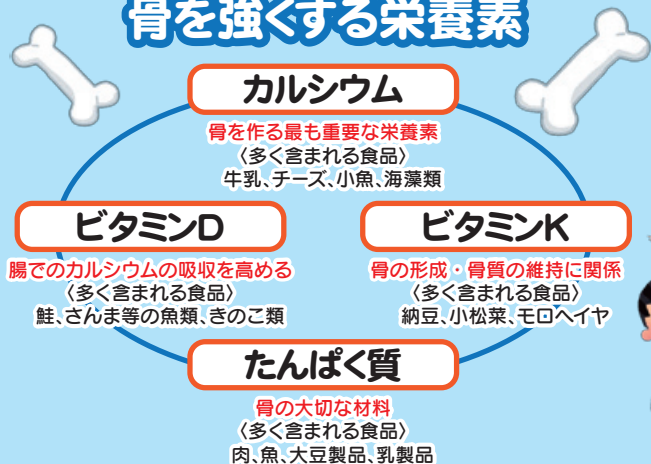 骨を強くする栄養素
カルシウム
骨を作る最も重要な栄養素
〈多く含まれる食品〉
牛乳、チーズ、小魚、海藻類
ビタミンD
腸でのカルシウムの吸収を高める
〈多く含まれる食品〉
鮭、さんま等の魚類、きのこ類
ビタミンK
骨の形成・骨質の維持に関係
〈多く含まれる食品〉
納豆、小松菜、モロヘイヤ
たんぱく質
骨の大切な材料
〈多く含まれる食品〉
肉、魚、大豆製品、乳製品